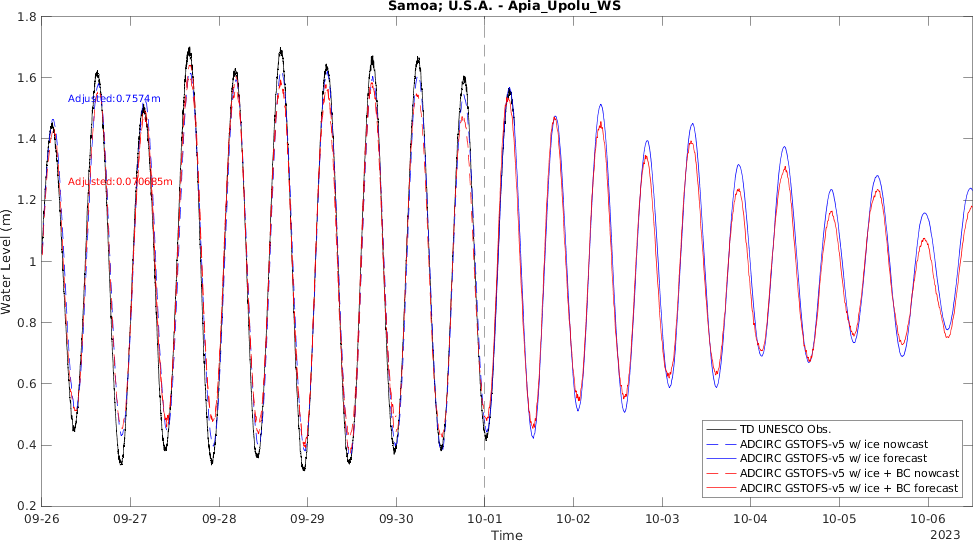 Samoa; U.S.A. - Apia_Upolu_WS
1.8
1.6
1.4
1.2
1
0.8
0.6
0.4
0.2
Water Level (m)
Adjusted:0.7574m
Adjusted:0.070685m
TD UNESCO Obs.
ADCIRC GSTOFS-v5 w/ ice nowcast
ADCIRC GSTOFS-v5 w/ ice forecast
ADCIRC GSTOFS-v5 w/ ice + BC nowcast
ADCIRC GSTOFS-v5 w/ ice + BC forecast
09-26 09-27 09-28 09-29 09-30 10-01 10-02 10-03 10-04 10-05 10-06
Time
2023